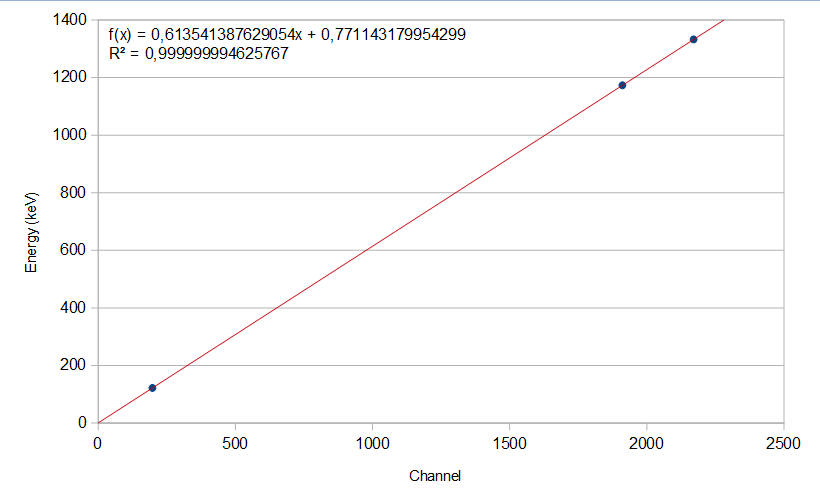 f(x) = 0,613541387629054x + 0,771143179954299
R² = 0,999999994625767
1400
1200
1000
800
600
400
200
0
Energy (keV)
0 500 1000 1500 2000 2500
Channel